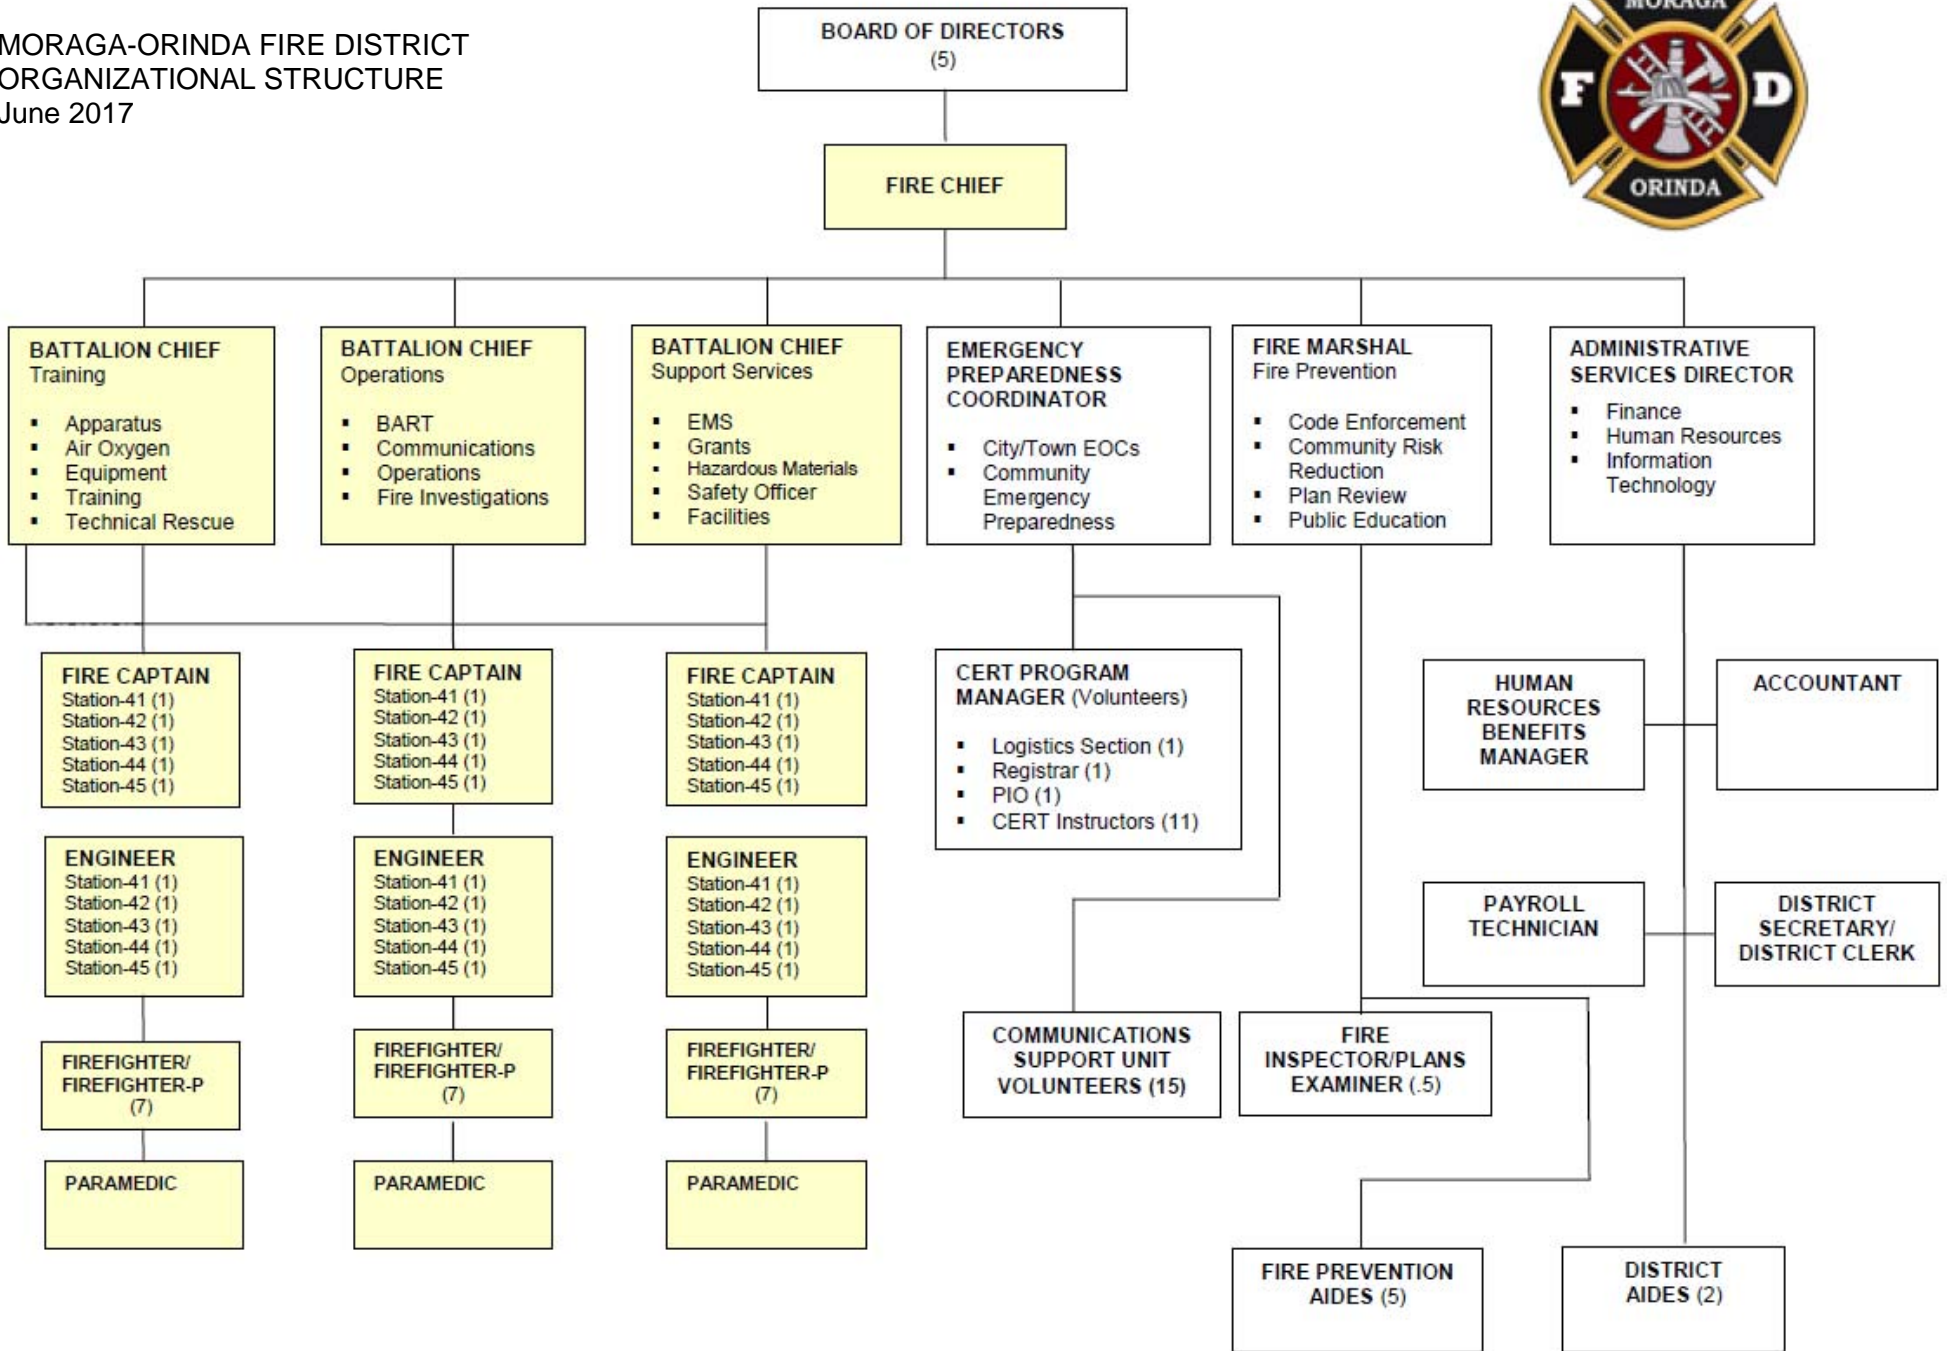 MORAGA-ORINDA FIRE DISTRICT
ORGANIZATIONAL STRUCTURE
June 2017
BOARD OF DIRECTORS
(5)
MORAGA
F D
ORINDA
FIRE CHIEF
BATTALION CHIEF
Training
▪ Apparatus
▪ Air Oxygen
▪ Equipment
▪ Training
▪ Technical Rescue
BATTALION CHIEF
Operations
▪ BART
▪ Communications
▪ Operations
▪ Fire Investigations
BATTALION CHIEF
Support Services
▪ EMS
▪ Grants
▪ Hazardous Materials
▪ Safety Officer
▪ Facilities
EMERGENCY
PREPAREDNESS
COORDINATOR
▪ City/Town EOCs
▪ Community
Emergency
Preparedness
FIRE MARSHAL
Fire Prevention
▪ Code Enforcement
▪ Community Risk
Reduction
▪ Plan Review
▪ Public Education
ADMINISTRATIVE
SERVICES DIRECTOR
▪ Finance
▪ Human Resources
▪ Information
Technology
FIRE CAPTAIN
Station-41 (1)
Station-42 (1)
Station-43 (1)
Station-44 (1)
Station-45 (1)
FIRE CAPTAIN
Station-41 (1)
Station-42 (1)
Station-43 (1)
Station-44 (1)
Station-45 (1)
FIRE CAPTAIN
Station-41 (1)
Station-42 (1)
Station-43 (1)
Station-44 (1)
Station-45 (1)
CERT PROGRAM
MANAGER (Volunteers)
▪ Logistics Section (1)
▪ Registrar (1)
▪ PIO (1)
▪ CERT Instructors (11)
HUMAN
RESOURCES
BENEFITS
MANAGER
ACCOUNTANT
ENGINEER
Station-41 (1)
Station-42 (1)
Station-43 (1)
Station-44 (1)
Station-45 (1)
ENGINEER
Station-41 (1)
Station-42 (1)
Station-43 (1)
Station-44 (1)
Station-45 (1)
ENGINEER
Station-41 (1)
Station-42 (1)
Station-43 (1)
Station-44 (1)
Station-45 (1)
PAYROLL
TECHNICIAN
DISTRICT
SECRETARY/
DISTRICT CLERK
FIREFIGHTER/
FIREFIGHTER-P
(7)
FIREFIGHTER/
FIREFIGHTER-P
(7)
FIREFIGHTER/
FIREFIGHTER-P
(7)
COMMUNICATIONS
SUPPORT UNIT
VOLUNTEERS (15)
FIRE
INSPECTOR/PLANS
EXAMINER (.5)
PARAMEDIC
PARAMEDIC
PARAMEDIC
FIRE PREVENTION
AIDES (5)
DISTRICT
AIDES (2)